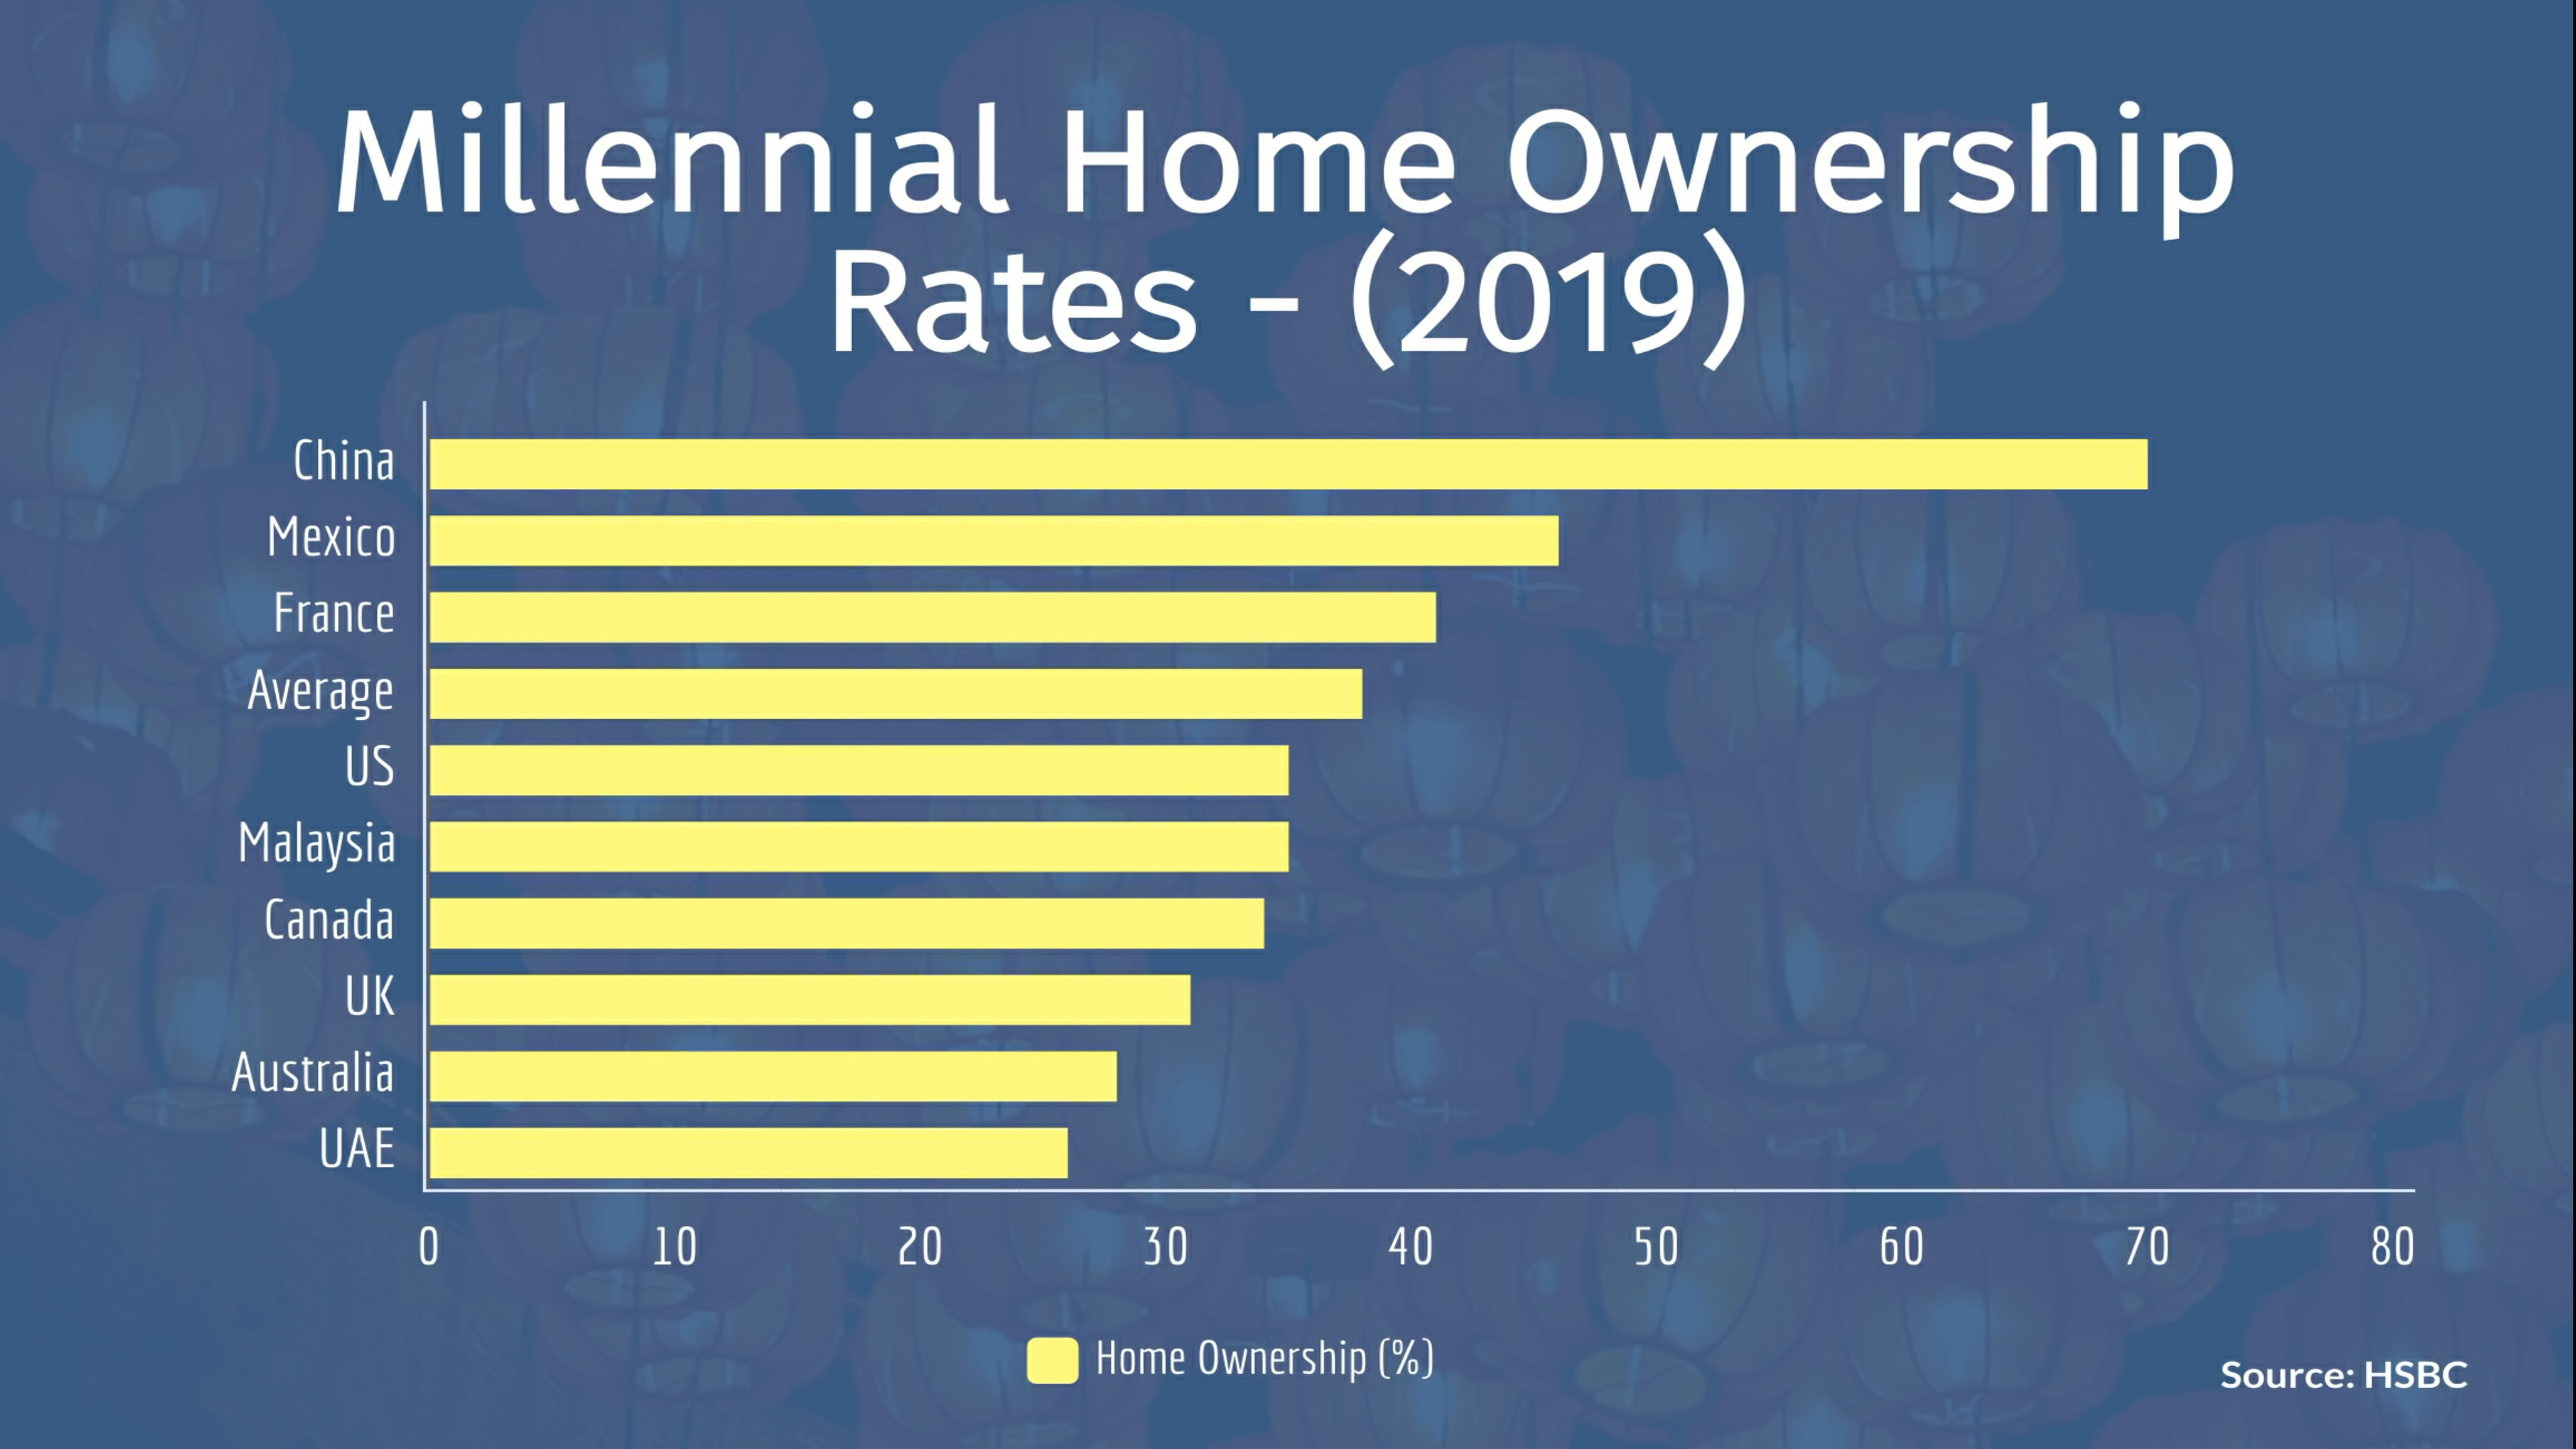 Millennial Home Ownership
Rates - (2019)
China
Mexico
France
Average
US
Malaysia
Canada
UK
Australia
UAE
0 10 20 30 40 50 60 70 80
Home Ownership (%)
Source: HSBC